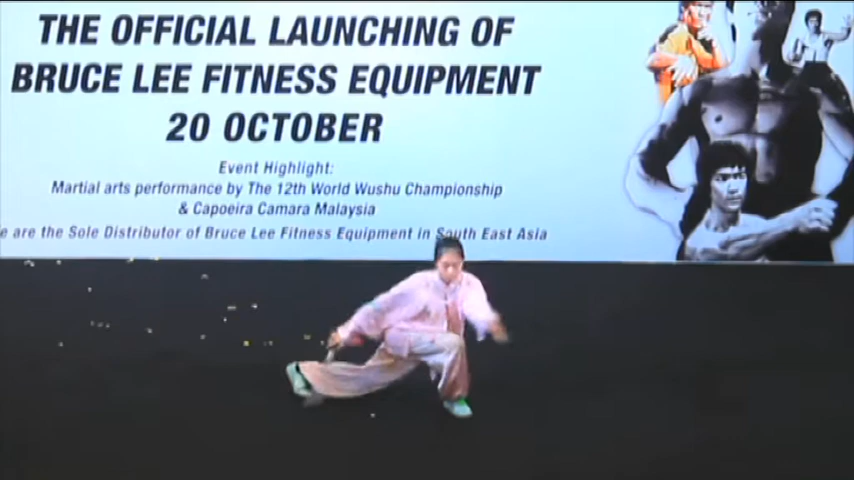 THE OFFICIAL LAUNCHING OF
BRUCE LEE FITNESS EQUIPMENT
20 OCTOBER
Event Highlight:
Martial arts performance by The 12th World Wushu Championship
& Capoeira Camara Malaysia
e are the Sole Distributor of Bruce Lee Fitness Equipment in South East Asia